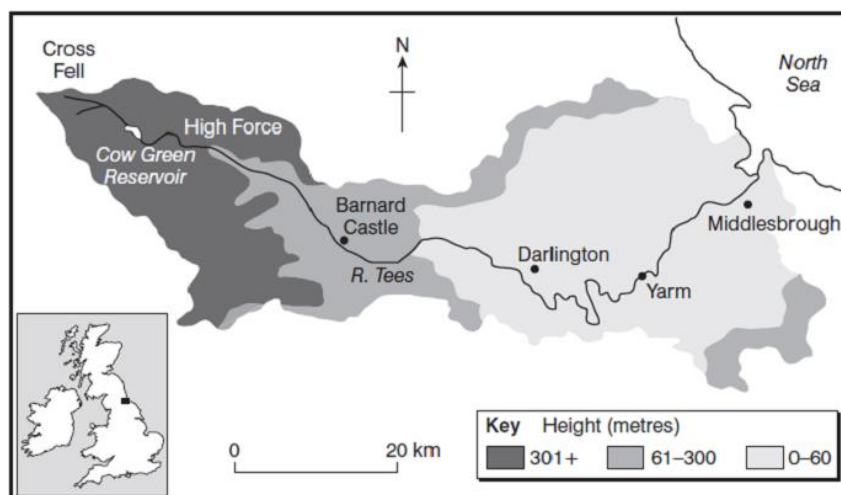 Cross
Fell
N
North
Sea
High Force
Cow Green
Reservoir
Barnard
Castle
Middlesbrough
Darlington
R. Tees
Yarm
Key Height (metres)
0 20 km
301+ 61–300 0–60